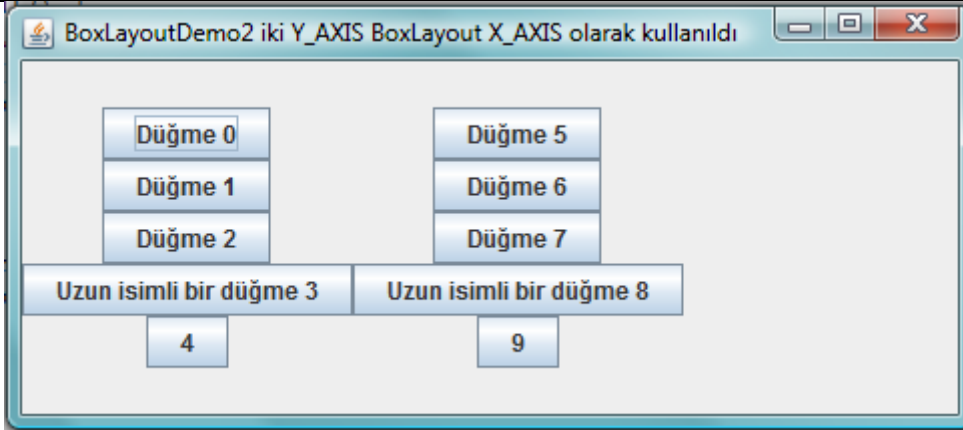 BoxLayoutDemo2 iki Y_AXIS BoxLayout X_AXIS olarak kullanıldı
Düğme 0
Düğme 1
Düğme 2
Uzun isimli bir düğme 3
4
Düğme 5
Düğme 6
Düğme 7
Uzun isimli bir düğme 8
9